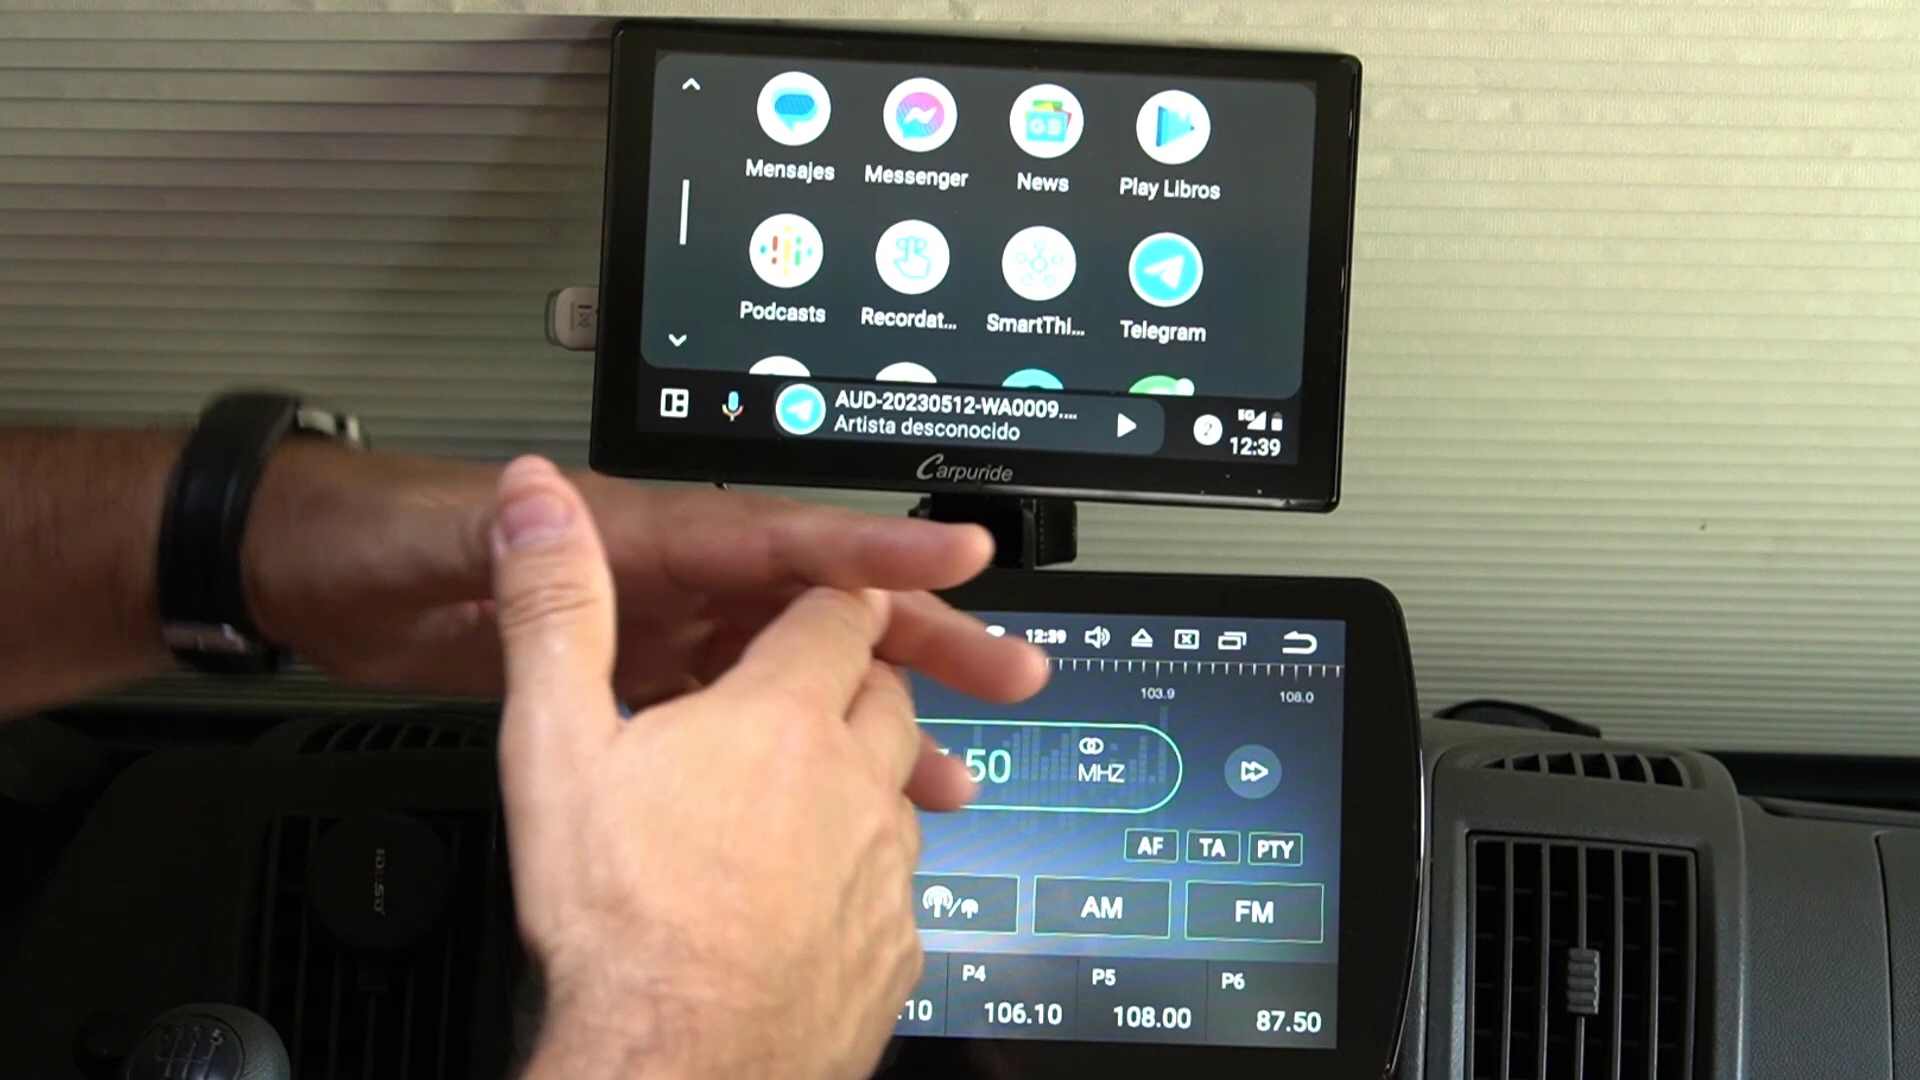 Mensajes Messenger News Play Libros
Podcasts Recordat... SmartThi... Telegram
AUD-20230512-WA0009....
Artista desconocido
2
5G
12:39
Carpuride
12:39
103.9 108.0
50
MHZ
AF TA PTY
AM FM
P4 P5 P6
.10 106.10 108.00 87.50